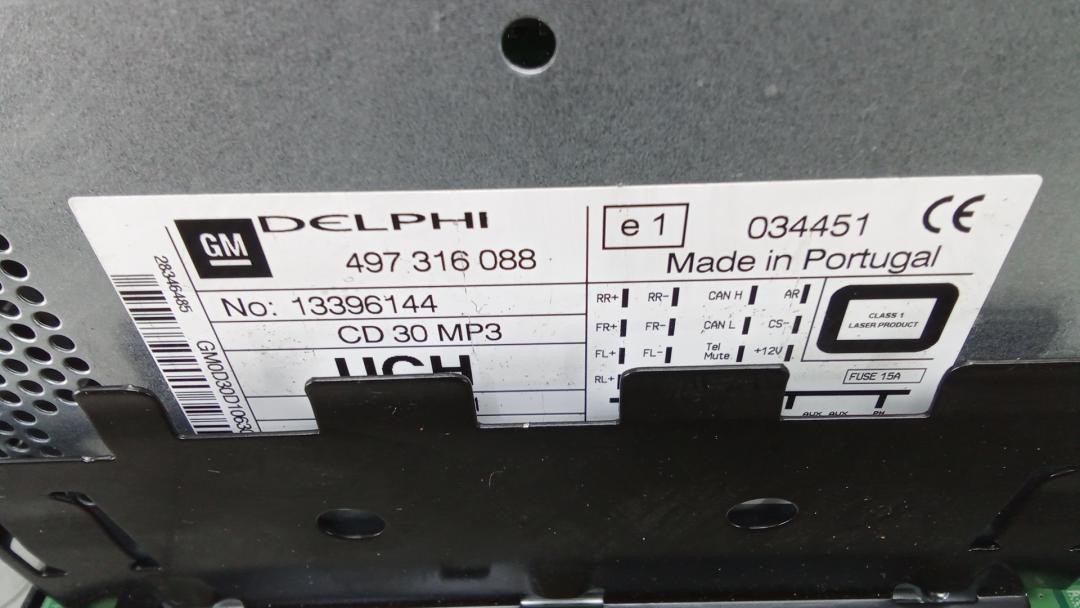 GM DELPHI
497 316 088
No: 13396144
CD 30 MP3
28346485
e 1
034451
CE
Made in Portugal
RR+ RR- CAN H AR
FR+ FR- CAN L CS-
FL+ FL- Tel Mute +12V
RL+
CLASS 1
LASER PRODUCT
FUSE 15A
AUX AUX PH